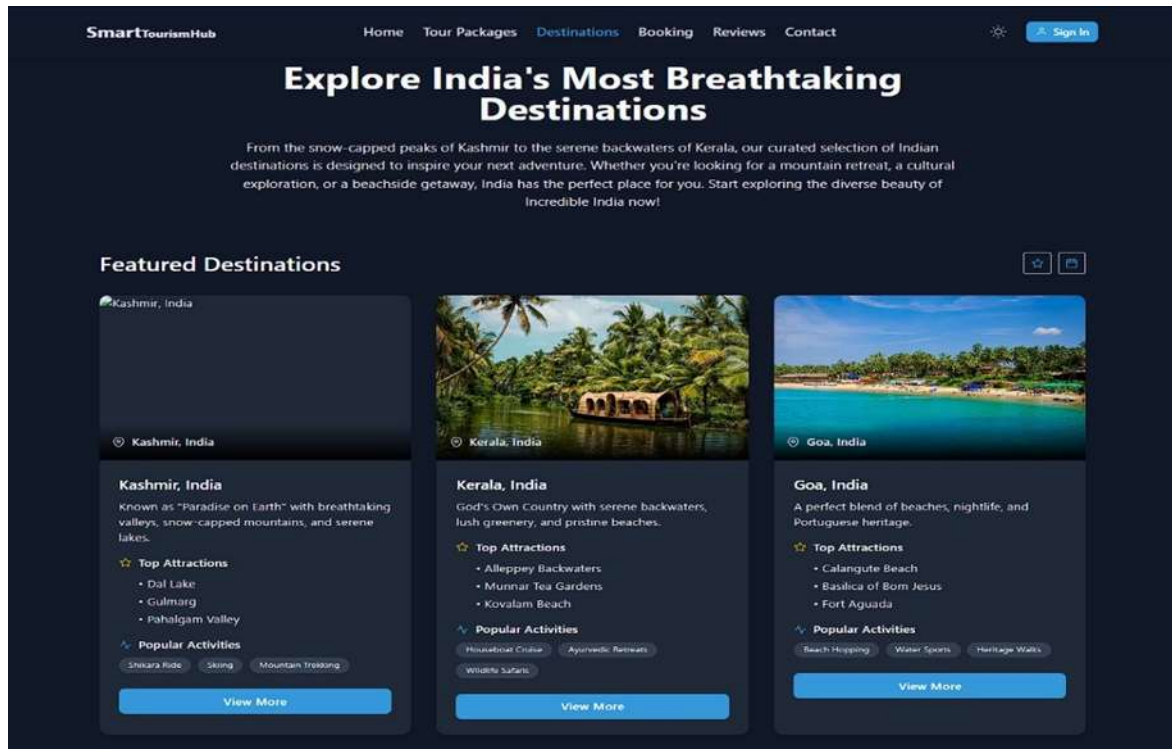 SmartTourismHub
Home Tour Packages Destinations Booking Reviews Contact
Sign In
Explore India's Most Breathtaking
Destinations
From the snow-capped peaks of Kashmir to the serene backwaters of Kerala, our curated selection of Indian
destinations is designed to inspire your next adventure. Whether you're looking for a mountain retreat, a cultural
exploration, or a beachside getaway, India has the perfect place for you. Start exploring the diverse beauty of
Incredible India now!
Featured Destinations
Kashmir, India
Kashmir, India
Kashmir, India
Known as "Paradise on Earth" with breathtaking
valleys, snow-capped mountains, and serene
lakes.
Top Attractions
• Dal Lake
• Gulmarg
• Pahalgam Valley
Popular Activities
Shikara Ride Skiing Mountain Trekking
View More
Kerala, India
Kerala, India
God's Own Country with serene backwaters,
lush greenery, and pristine beaches.
Top Attractions
• Alleppey Backwaters
• Munnar Tea Gardens
• Kovalam Beach
Popular Activities
Houseboat Cruise Ayurvedic Retreats
Wildlife Safaris
View More
Goa, India
Goa, India
A perfect blend of beaches, nightlife, and
Portuguese heritage.
Top Attractions
• Calangute Beach
• Basilica of Bom Jesus
• Fort Aguada
Popular Activities
Beach Hopping Water Sports Heritage Walks
View More